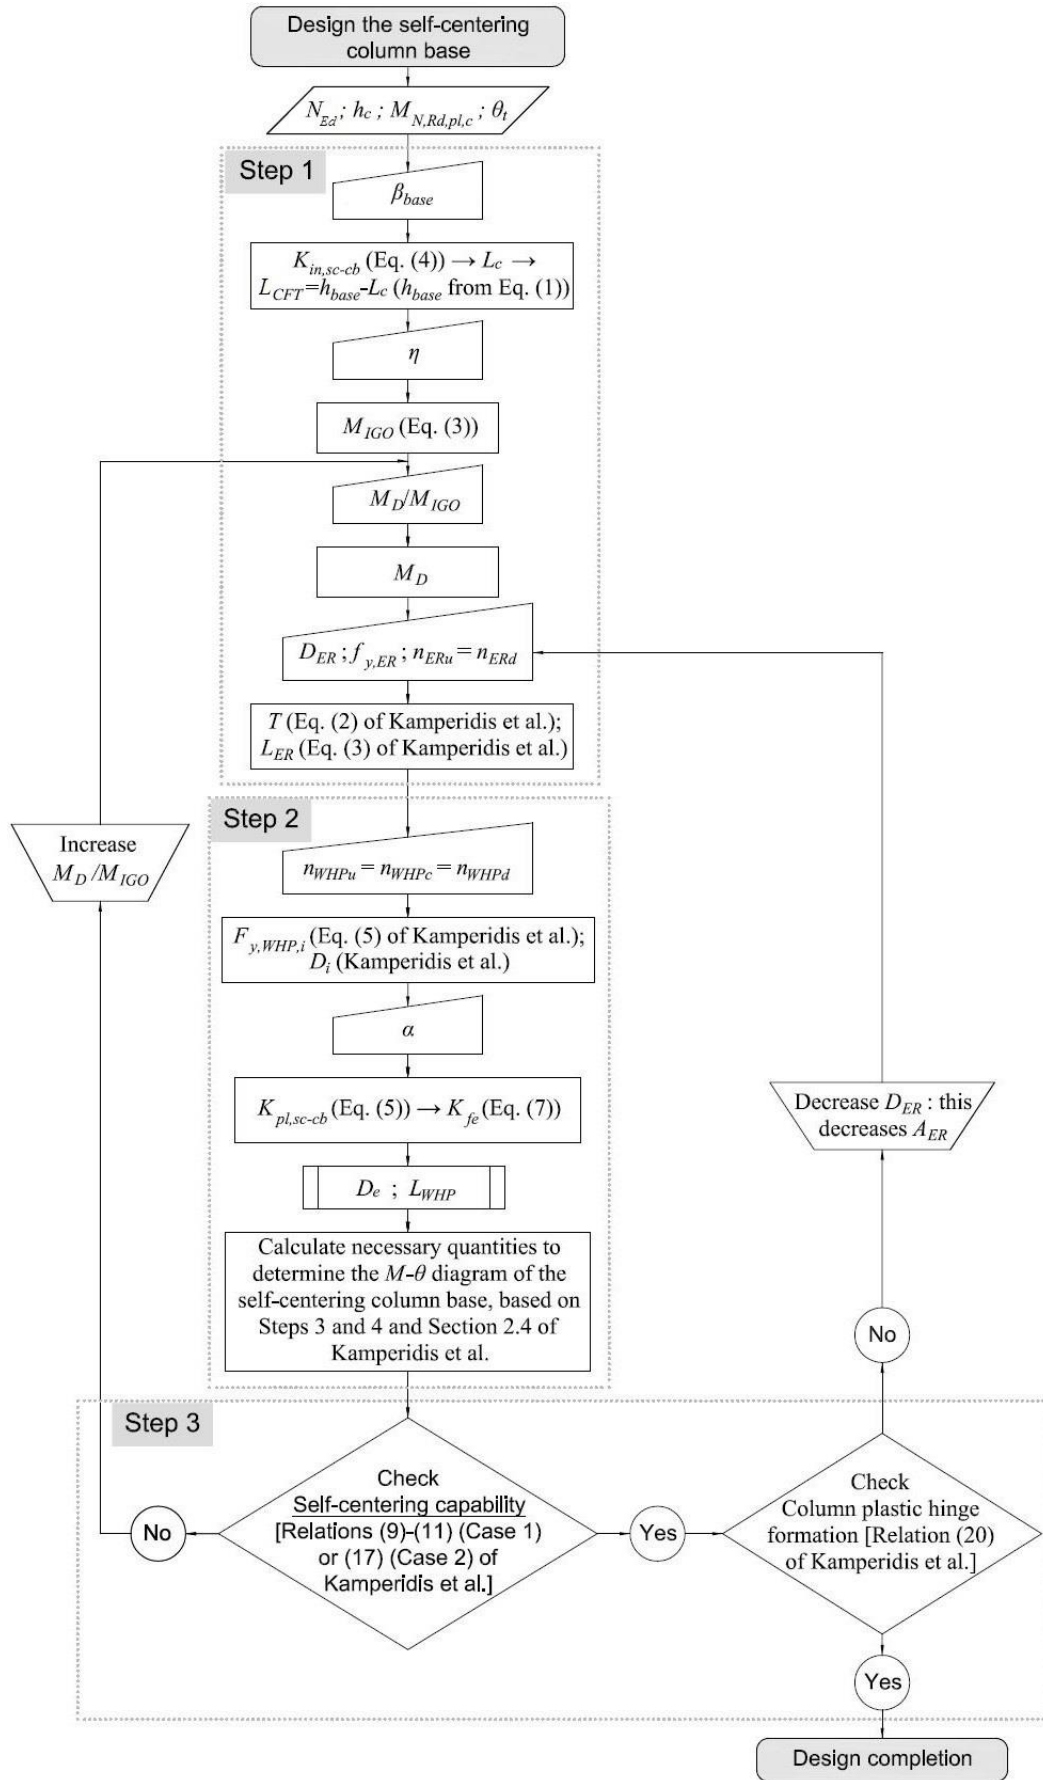 Design the self-centering
column base
N_Ed ; h_c ; M_N,Rd,pl,c ; θ_t
Step 1
β_base
K_in,sc-cb (Eq. (4)) → L_c →
L_CFT=h_base-L_c (h_base from Eq. (1))
η
M_IGO (Eq. (3))
M_D/M_IGO
M_D
D_ER ; f_y,ER ; n_ERu = n_ERd
T (Eq. (2) of Kamperidis et al.);
L_ER (Eq. (3) of Kamperidis et al.)
Step 2
Increase
M_D /M_IGO
n_WHPu = n_WHPc = n_WHPd
F_y,WHP,i (Eq. (5) of Kamperidis et al.);
D_i (Kamperidis et al.)
α
K_pl,sc-cb (Eq. (5)) → K_fe (Eq. (7))
Decrease D_ER : this
decreases A_ER
D_e ; L_WHP
Calculate necessary quantities to
determine the M-θ diagram of the
self-centering column base, based on
Steps 3 and 4 and Section 2.4 of
Kamperidis et al.
No
Step 3
Check
Self-centering capability
[Relations (9)-(11) (Case 1)
or (17) (Case 2) of
Kamperidis et al.]
No
Yes
Check
Column plastic hinge
formation [Relation (20)
of Kamperidis et al.]
Yes
Design completion